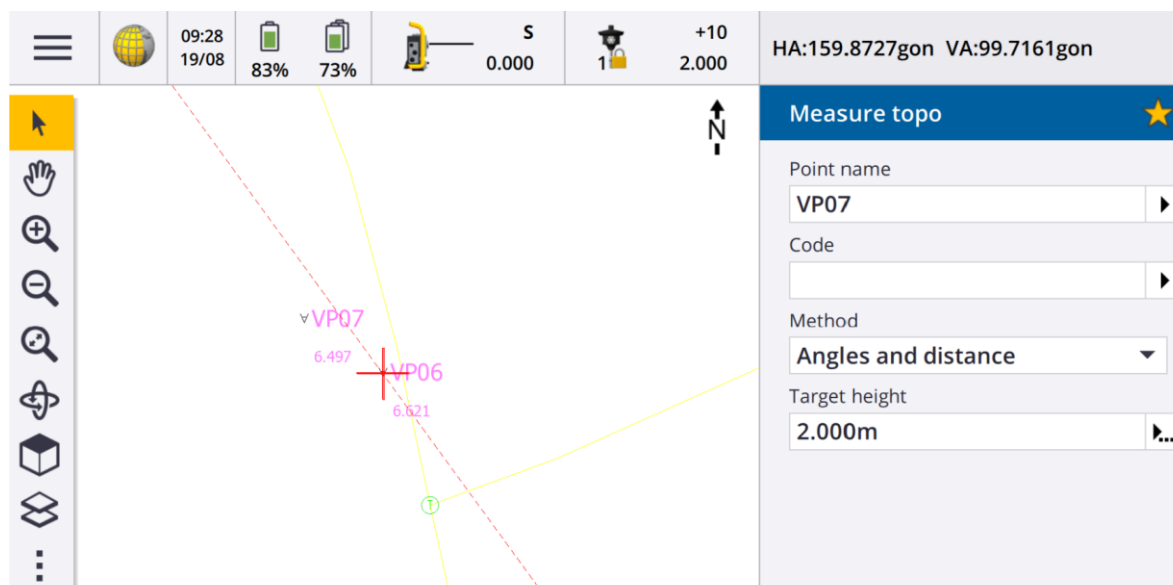 09:28
19/08
83%
73%
S
0.000
1
+10
2.000
HA:159.8727gon VA:99.7161gon
N
VP07
6.497
VP06
6.621
T
Measure topo
Point name
VP07
Code
Method
Angles and distance
Target height
2.000m